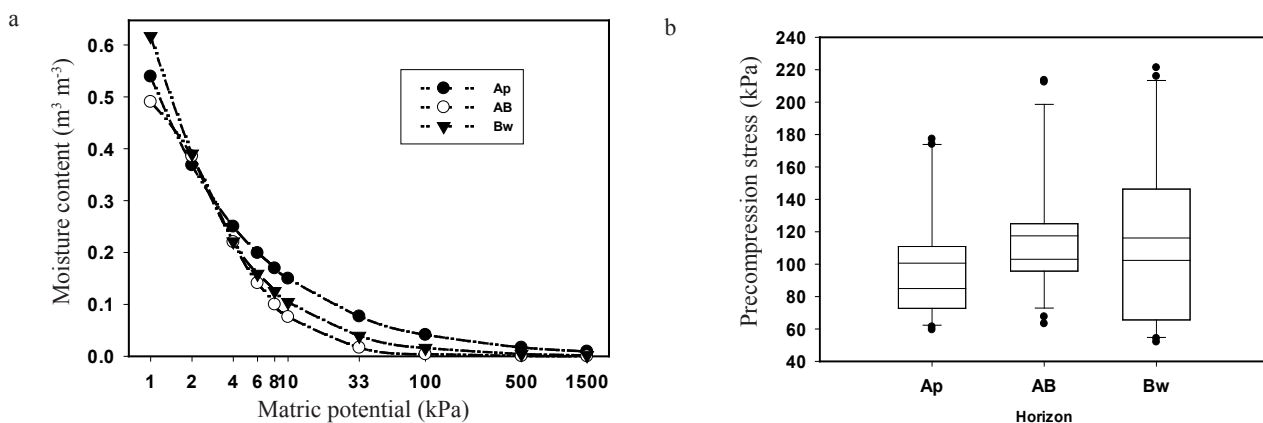 a
0.6
0.5
0.4
0.3
0.2
0.1
0.0
Moisture content (m³ m⁻³)
Ap
AB
Bw
1 2 4 6 8 10 33 100 500 1500
Matric potential (kPa)
b
240
220
200
180
160
140
120
100
80
60
40
Precompression stress (kPa)
Ap AB Bw
Horizon